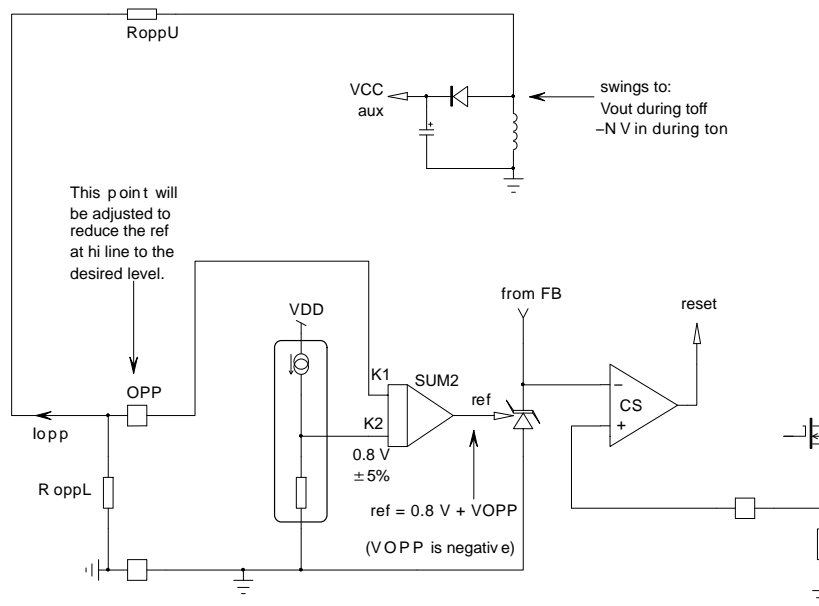 RoppU
VCC
aux
swings to:
Vout during toff
−N V in during ton
This point will
be adjusted to
reduce the ref
at hi line to the
desired level.
from FB
reset
VDD
OPP
K1
SUM2
ref
CS
−
+
K2
Iopp
0.8 V
±5%
R oppL
ref = 0.8 V + VOPP
(VOPP is negative)
+